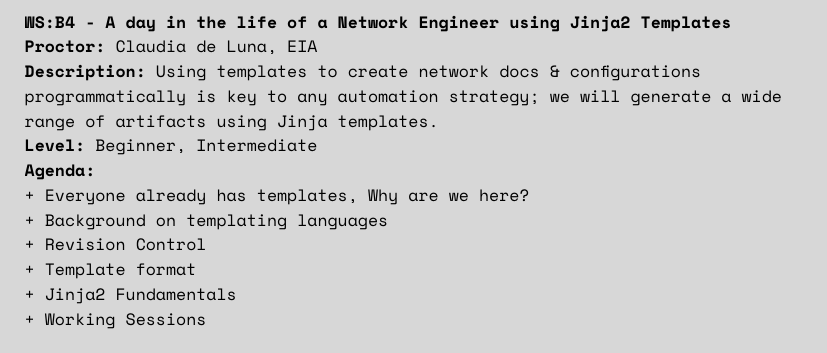 WS:B4 - A day in the life of a Network Engineer using Jinja2 Templates
Proctor: Claudia de Luna, EIA
Description: Using templates to create network docs & configurations
programmatically is key to any automation strategy; we will generate a wide
range of artifacts using Jinja templates.
Level: Beginner, Intermediate
Agenda:
+ Everyone already has templates, Why are we here?
+ Background on templating languages
+ Revision Control
+ Template format
+ Jinja2 Fundamentals
+ Working Sessions